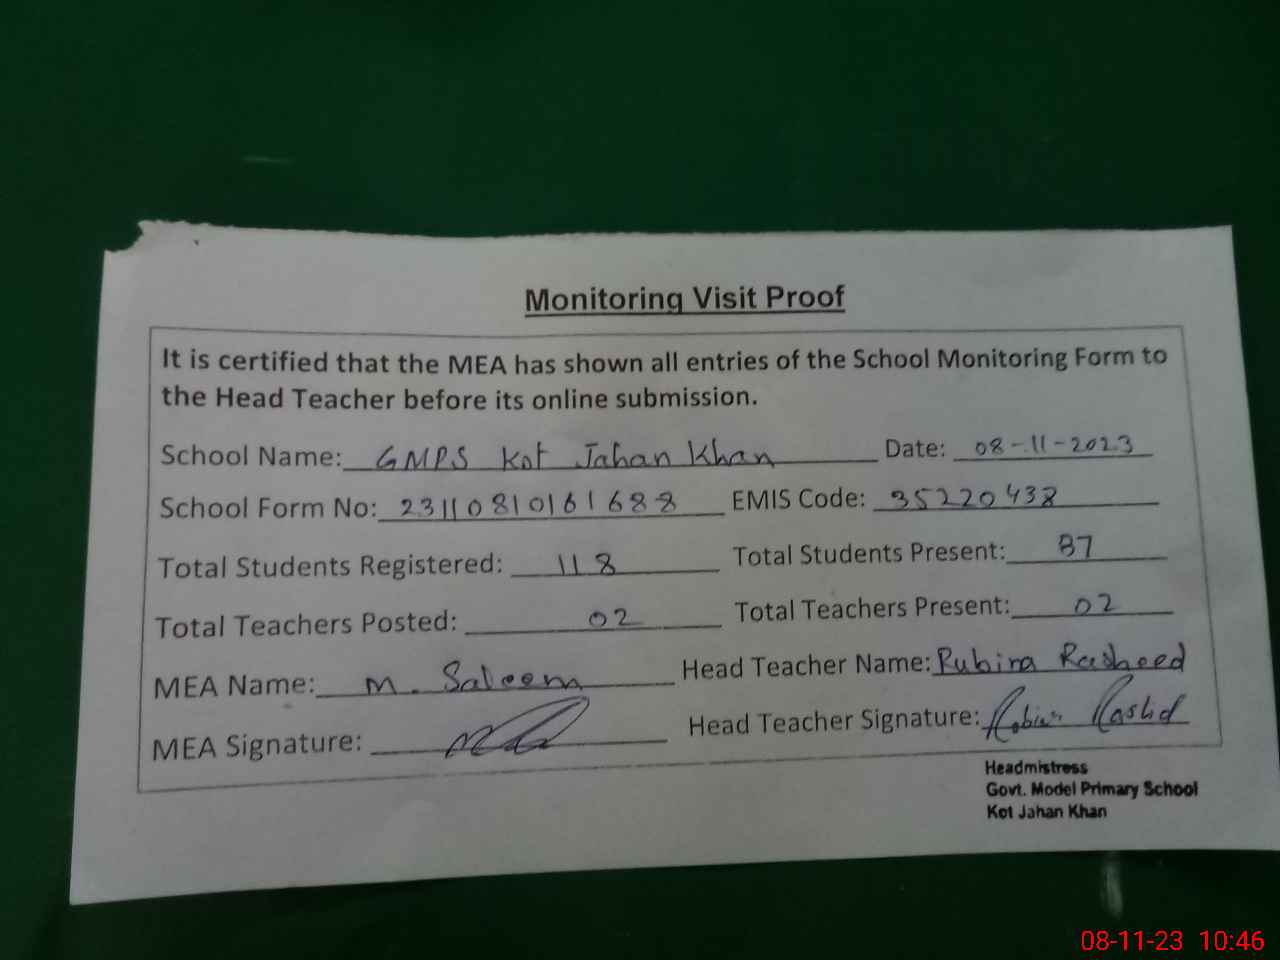 Monitoring Visit Proof
It is certified that the MEA has shown all entries of the School Monitoring Form to
the Head Teacher before its online submission.
School Name: GMPS Kot Jahan Khan Date: 08-11-2023
School Form No: 23110810161688 EMIS Code: 35220438
Total Students Registered: 118 Total Students Present: 87
Total Teachers Posted: 02 Total Teachers Present: 02
MEA Name: M. Saleem Head Teacher Name: Rubina Rasheed
MEA Signature: Head Teacher Signature: Rubina Rashid
Headmistress
Govt. Model Primary School
Kot Jahan Khan
08-11-23 10:46